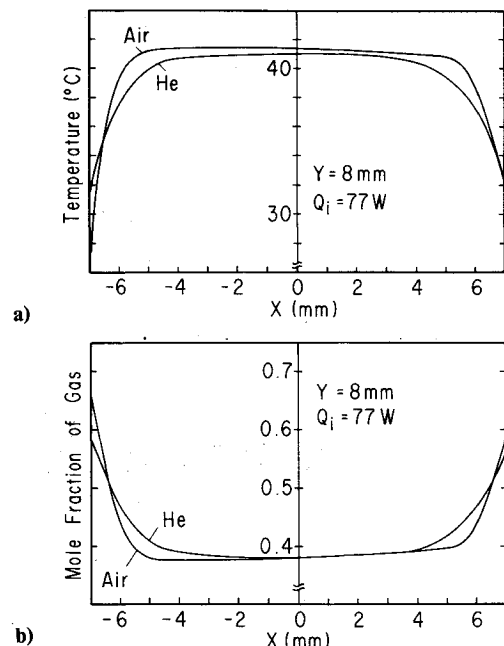 Air
He
40
30
Temperature (°C)
Y = 8 mm
Qi = 77 W
-6 -4 -2 0 2 4 6
X (mm)
a)
0.7
0.6
0.5
0.4
Mole Fraction of Gas
Y = 8 mm
Qi = 77 W
He
Air
-6 -4 -2 0 2 4 6
X (mm)
b)